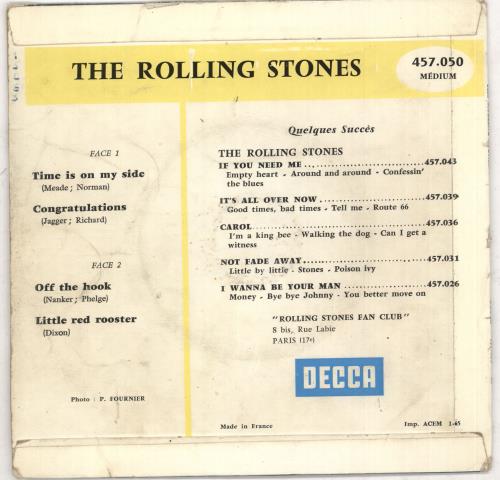 THE ROLLING STONES
457.050
MÉDIUM
FACE 1
Time is on my side
(Meade ; Norman)
Congratulations
(Jagger ; Richard)
FACE 2
Off the hook
(Nanker ; Phelge)
Little red rooster
(Dixon)
Photo : P. FOURNIER
Quelques Succès
THE ROLLING STONES
IF YOU NEED ME ..............................457.043
Empty heart - Around and around - Confessin'
the blues
IT'S ALL OVER NOW ..............................457.039
Good times, bad times - Tell me - Route 66
CAROL..............................457.036
I'm a king bee - Walking the dog - Can I get a
witness
NOT FADE AWAY..............................457.031
Little by little - Stones - Poison ivy
I WANNA BE YOUR MAN ..............................457.026
Money - Bye bye Johnny - You better move on
"ROLLING STONES FAN CLUB"
8 bis, Rue Labie
PARIS (17e)
DECCA
Made in France
Imp. ACEM 1-65